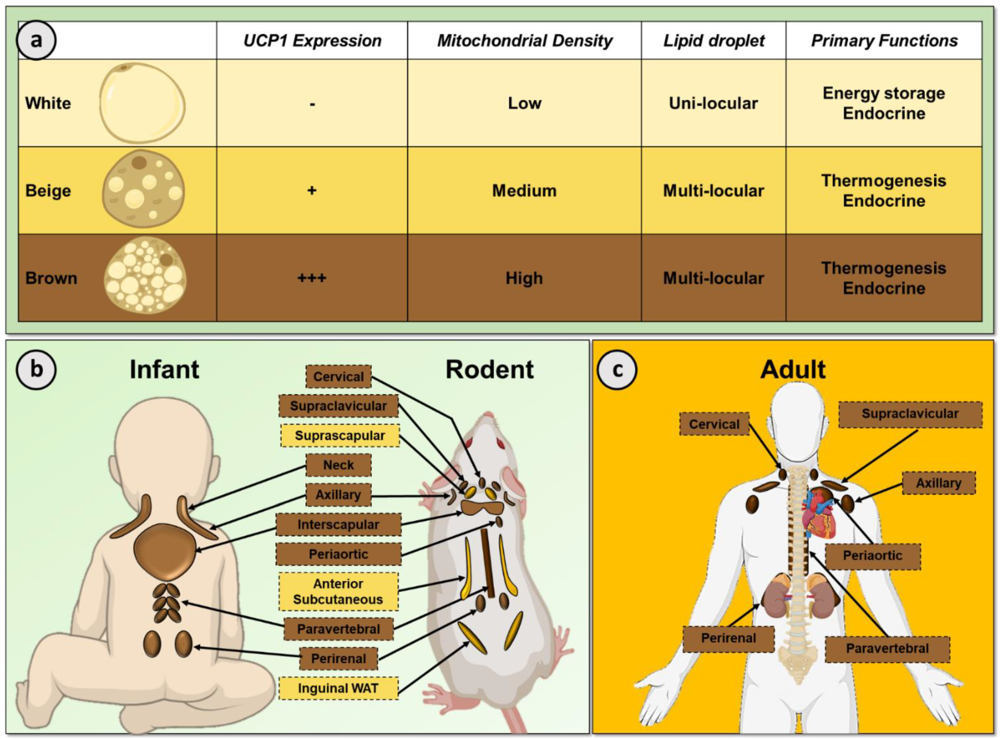 a
UCP1 Expression
Mitochondrial Density
Lipid droplet
Primary Functions
White
-
Low
Uni-locular
Energy storage
Endocrine
Beige
+
Medium
Multi-locular
Thermogenesis
Endocrine
Brown
+++
High
Multi-locular
Thermogenesis
Endocrine
b
Infant
Rodent
Cervical
Supraclavicular
Suprascapular
Neck
Axillary
Interscapular
Periaortic
Anterior
Subcutaneous
Paravertebral
Perirenal
Inguinal WAT
c
Adult
Cervical
Supraclavicular
Axillary
Periaortic
Perirenal
Paravertebral